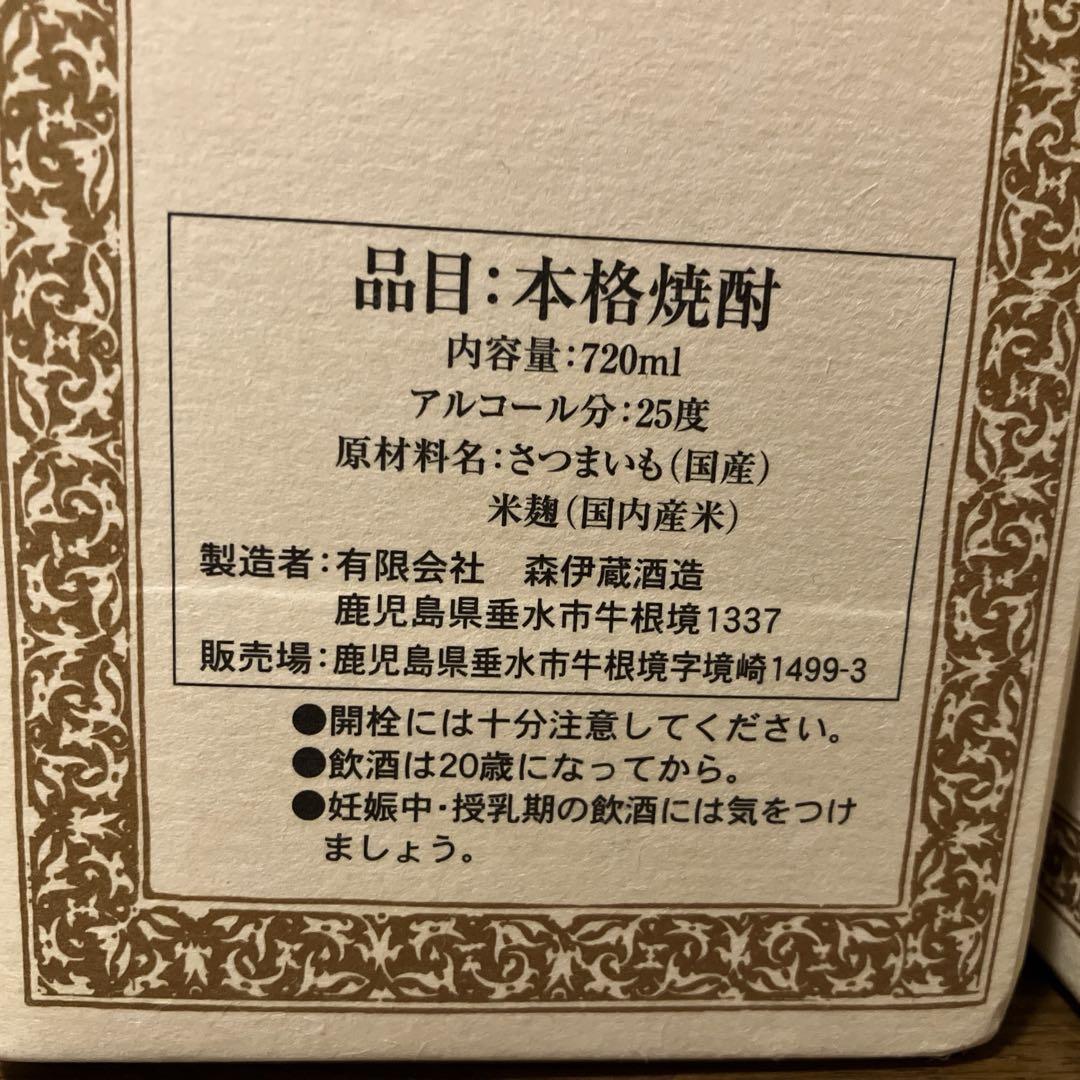 品目:本格焼酎
内容量:720ml
アルコール分:25度
原材料名:さつまいも(国産)
米麹(国内産米)
製造者:有限会社　森伊蔵酒造
鹿児島県垂水市牛根境1337
販売場:鹿児島県垂水市牛根境字境崎1499-3
●開栓には十分注意してください。
●飲酒は20歳になってから。
●妊娠中・授乳期の飲酒には気をつけ
ましょう。